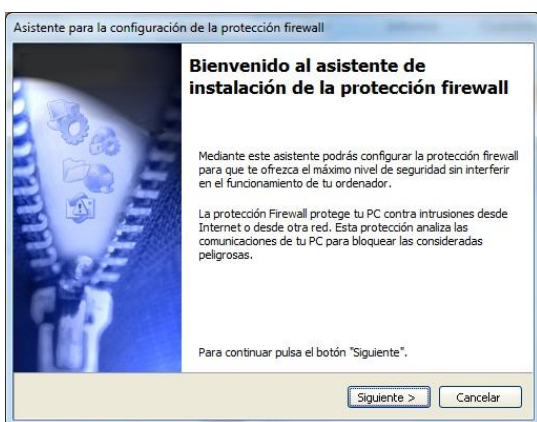 Asistente para la configuración de la protección firewall
Bienvenido al asistente de
instalación de la protección firewall
Mediante este asistente podrás configurar la protección firewall
para que te ofrezca el máximo nivel de seguridad sin interferir
en el funcionamiento de tu ordenador.
La protección Firewall protege tu PC contra intrusiones desde
Internet o desde otra red. Esta protección analiza las
comunicaciones de tu PC para bloquear las consideradas
peligrosas.
Para continuar pulsa el botón "Siguiente".
Siguiente >
Cancelar